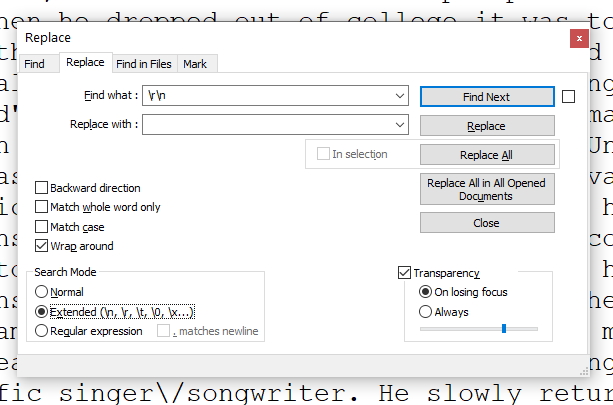 hen he dropped out of college it was to
Replace
Find Replace Find in Files Mark
Find what : \r\n Find Next
Replace with : Replace
In selection Replace All
Replace All in All Opened Documents
Close
Backward direction
Match whole word only
Match case
Wrap around
Search Mode
Normal
Extended (\n, \r, \t, \0, \x...)
Regular expression . matches newline
Transparency
On losing focus
Always
fic singer\/songwriter. He slowly retur